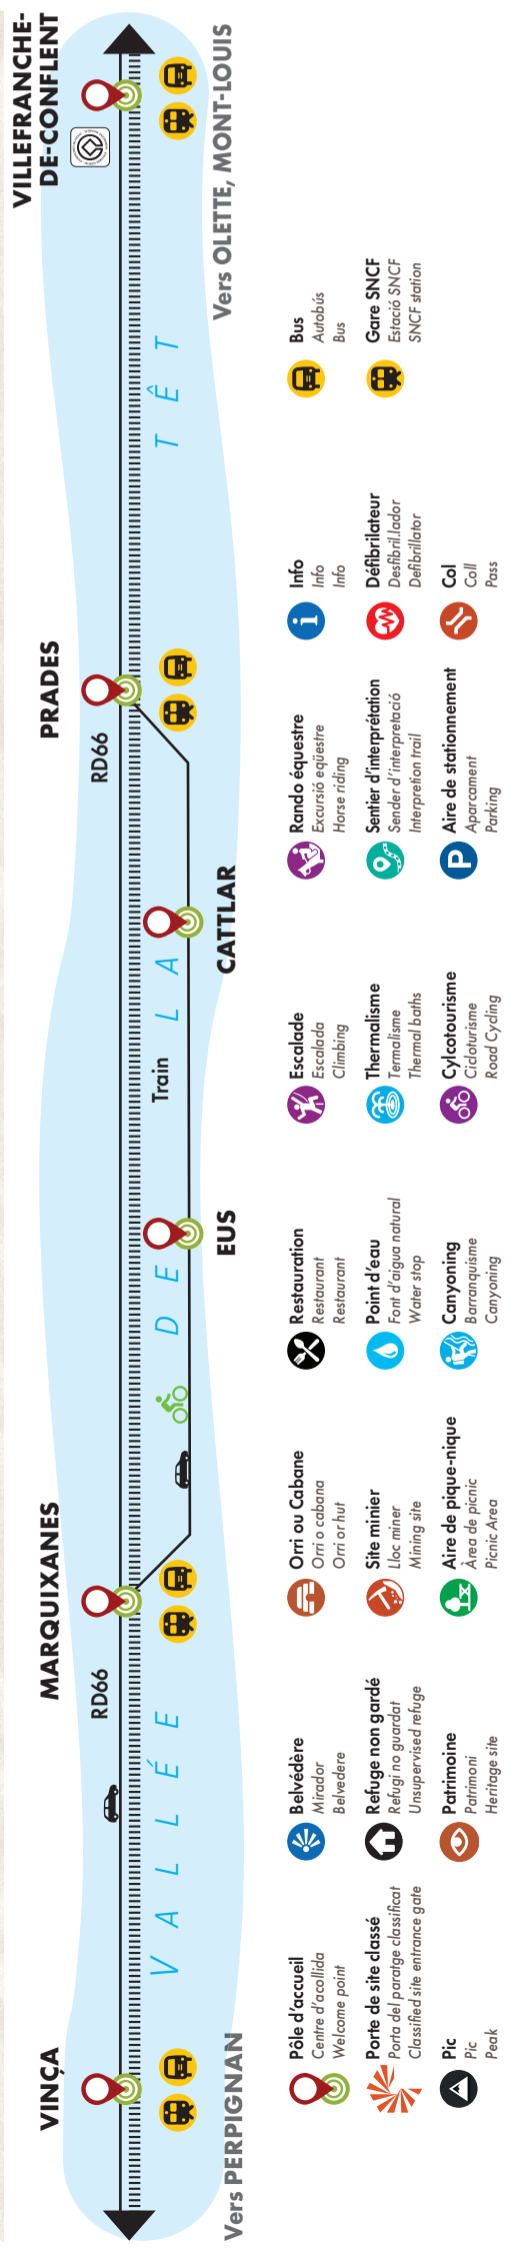 VILLEFRANCHE-
DE-CONFLENT
PRADES
MARQUIXANES
VINÇA
RD66
RD66
Train
VALLÉE DE LA TÊT
EUS
CATTLAR
Vers PERPIGNAN
Vers OLETTE, MONT-LOUIS
Pôle d'accueil
Centre d'acollida
Welcome point
Porte de site classé
Porta del paratge classificat
Classified site entrance gate
Pic
Pic
Peak
Belvédère
Mirador
Belvedere
Refuge non gardé
Refugi no guardat
Unsupervised refuge
Patrimoine
Patrimoni
Heritage site
Orri ou Cabane
Orri o cabana
Orri or hut
Site minier
Lloc miner
Mining site
Aire de pique-nique
Àrea de picnic
Picnic Area
Restauration
Restaurant
Restaurant
Point d'eau
Font d'aigua natural
Water stop
Canyoning
Barranquisme
Canyoning
Escalade
Escalada
Climbing
Thermalisme
Termalisme
Thermal baths
Cylcotourisme
Cicloturisme
Road Cycling
Rando équestre
Excursió eqüestre
Horse riding
Sentier d'interprétation
Sender d'interpretació
Interpretion trail
P
Aire de stationnement
Aparcament
Parking
i
Info
Info
Info
Défibrilateur
Desfibril.lador
Defibrillator
Col
Coll
Pass
Bus
Autobús
Bus
Gare SNCF
Estació SNCF
SNCF station